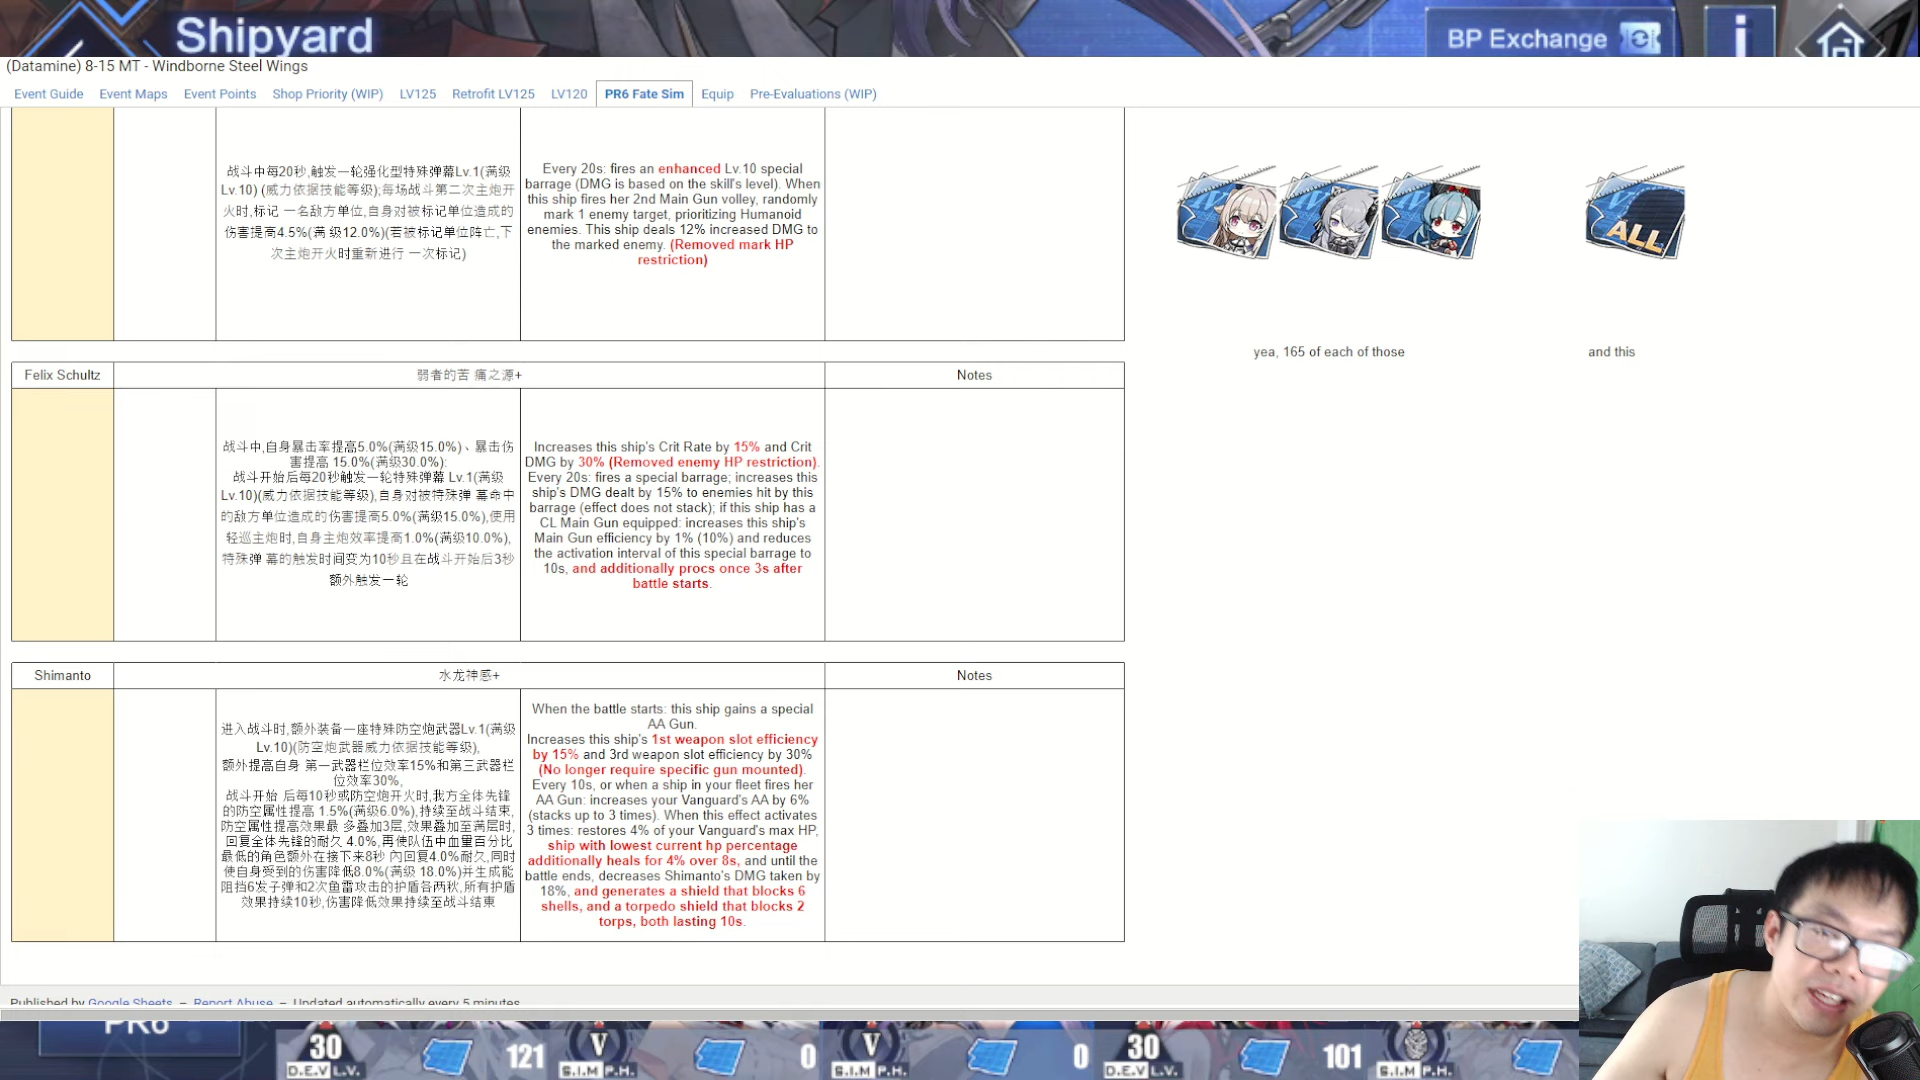 Shipyard
BP Exchange
(Datamine) 8-15 MT - Windborne Steel Wings
Event Guide Event Maps Event Points Shop Priority (WIP) LV125 Retrofit LV125 LV120 PR6 Fate Sim Equip Pre-Evaluations (WIP)
战斗中每20秒,触发一轮强化型特殊弹幕Lv.1(满级
Lv.10) (威力依据技能等级);每场战斗第二次主炮开
火时,标记 一名敌方单位,自身对被标记单位造成的
伤害提高4.5%(满 级12.0%)(若被标记单位阵亡,下
次主炮开火时重新进行 一次标记)
Every 20s: fires an enhanced Lv.10 special
barrage (DMG is based on the skill's level). When
this ship fires her 2nd Main Gun volley, randomly
mark 1 enemy target, prioritizing Humanoid
enemies. This ship deals 12% increased DMG to
the marked enemy. (Removed mark HP
restriction)
ALL
yea, 165 of each of those
and this
Felix Schultz
弱者的苦 痛之源+
Notes
战斗中,自身暴击率提高5.0%(满级15.0%)、暴击伤
害提高 15.0%(满级30.0%):
战斗开始后每20秒触发一轮特殊弹幕 Lv.1(满级
Lv.10)(威力依据技能等级),自身对被特殊弹 幕命中
的敌方单位造成的伤害提高5.0%(满级15.0%),使用
轻巡主炮时,自身主炮效率提高1.0%(满级10.0%),
特殊弹 幕的触发时间变为10秒且在战斗开始后3秒
额外触发一轮
Increases this ship's Crit Rate by 15% and Crit
DMG by 30% (Removed enemy HP restriction).
Every 20s: fires a special barrage; increases this
ship's DMG dealt by 15% to enemies hit by this
barrage (effect does not stack); if this ship has a
CL Main Gun equipped: increases this ship's
Main Gun efficiency by 1% (10%) and reduces
the activation interval of this special barrage to
10s, and additionally procs once 3s after
battle starts.
Shimanto
水龙神感+
Notes
进入战斗时,额外装备一座特殊防空炮武器Lv.1(满级
Lv.10)(防空炮武器威力依据技能等级),
额外提高自身 第一武器栏位效率15%和第三武器栏
位效率30%,
战斗开始 后每10秒或防空炮开火时,我方全体先锋
的防空属性提高 1.5%(满级6.0%),持续至战斗结束,
防空属性提高效果最 多叠加3层,效果叠加至满层时,
回复全体先锋的耐久 4.0%,再使队伍中血量百分比
最低的角色额外在接下来8秒 内回复4.0%耐久,同时
使自身受到的伤害降低8.0%(满级 18.0%)并生成能
阻挡6发子弹和2次鱼雷攻击的护盾各两秋,所有护盾
效果持续10秒,伤害降低效果持续至战斗结束
When the battle starts: this ship gains a special
AA Gun.
Increases this ship's 1st weapon slot efficiency
by 15% and 3rd weapon slot efficiency by 30%
(No longer require specific gun mounted).
Every 10s, or when a ship in your fleet fires her
AA Gun: increases your Vanguard's AA by 6%
(stacks up to 3 times). When this effect activates
3 times: restores 4% of your Vanguard's max HP,
ship with lowest current hp percentage
additionally heals for 4% over 8s, and until the
battle ends, decreases Shimanto's DMG taken by
18%, and generates a shield that blocks 6
shells, and a torpedo shield that blocks 2
torps, both lasting 10s.
Published by Google Sheets – Report Abuse – Updated automatically every 5 minutes
PR6
30 D.E.V L.V. 121 V S.I.M P.H. 0 V S.I.M P.H. 0 30 D.E.V L.V. 101 S.I.M P.H.